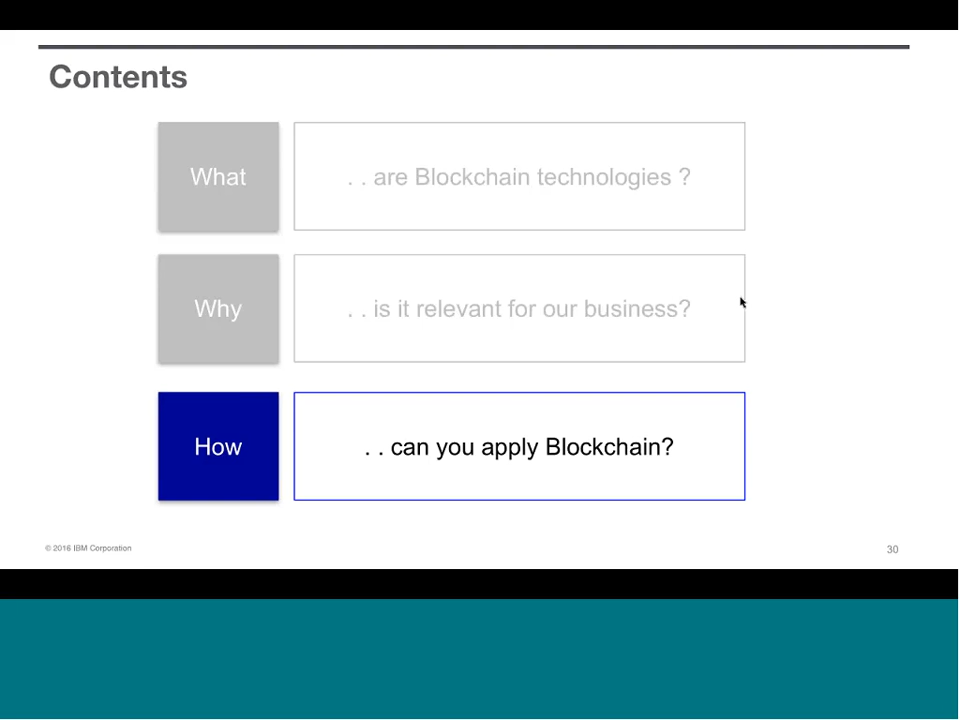 Contents
What
. . are Blockchain technologies ?
Why
. . is it relevant for our business?
How
. . can you apply Blockchain?
© 2016 IBM Corporation
30